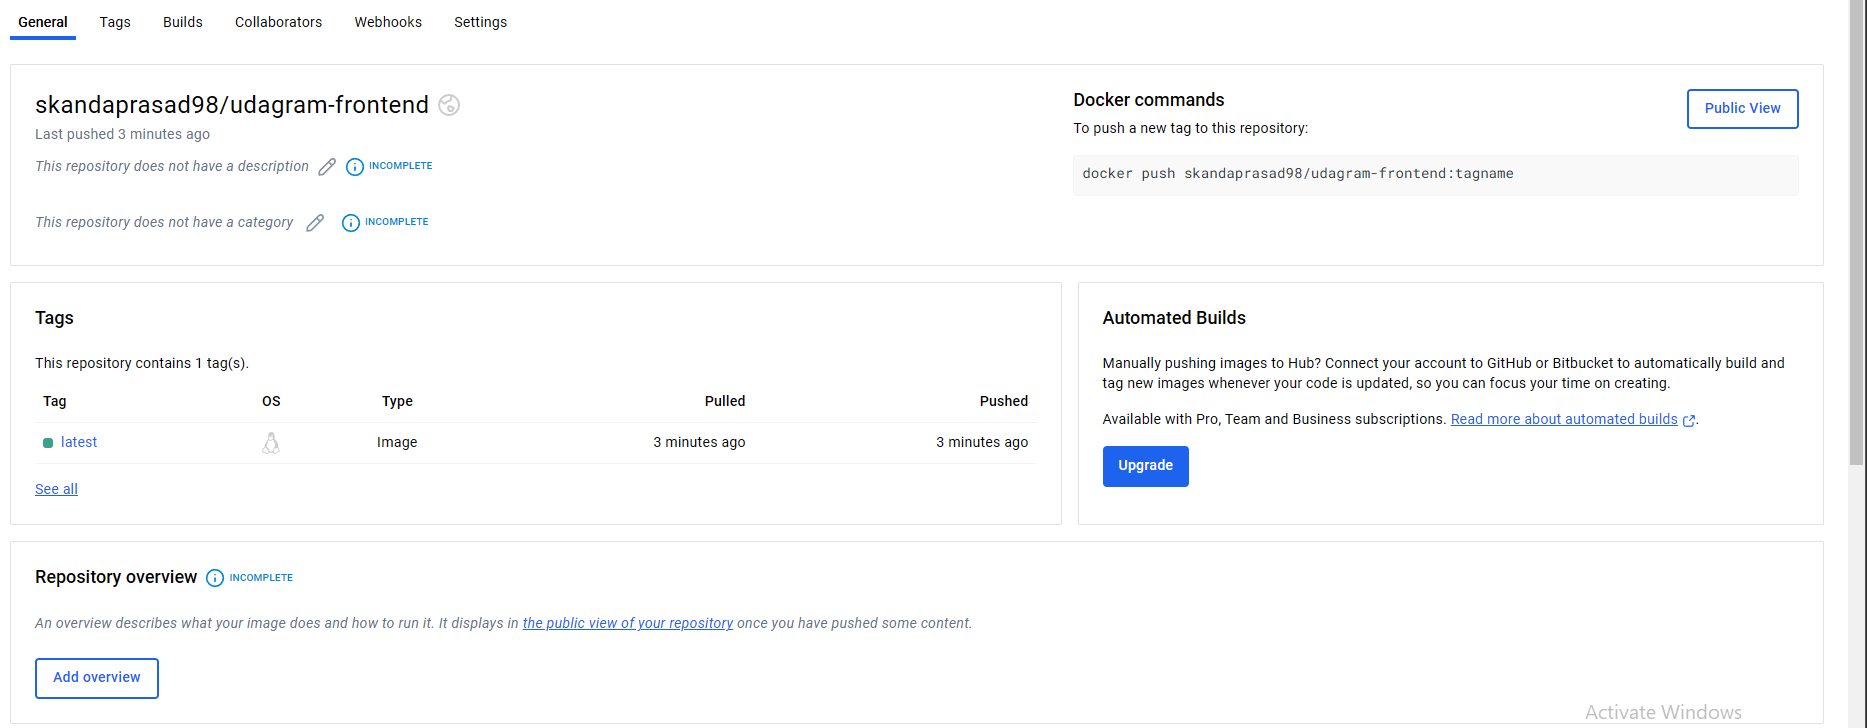 General Tags Builds Collaborators Webhooks Settings
skandaprasad98/udagram-frontend
Last pushed 3 minutes ago
This repository does not have a description INCOMPLETE
This repository does not have a category INCOMPLETE
Docker commands
Public View
To push a new tag to this repository:
docker push skandaprasad98/udagram-frontend:tagname
Tags
This repository contains 1 tag(s).
Tag OS Type Pulled Pushed
latest Image 3 minutes ago 3 minutes ago
See all
Automated Builds
Manually pushing images to Hub? Connect your account to GitHub or Bitbucket to automatically build and
tag new images whenever your code is updated, so you can focus your time on creating.
Available with Pro, Team and Business subscriptions. Read more about automated builds .
Upgrade
Repository overview INCOMPLETE
An overview describes what your image does and how to run it. It displays in the public view of your repository once you have pushed some content.
Add overview
Activate Windows